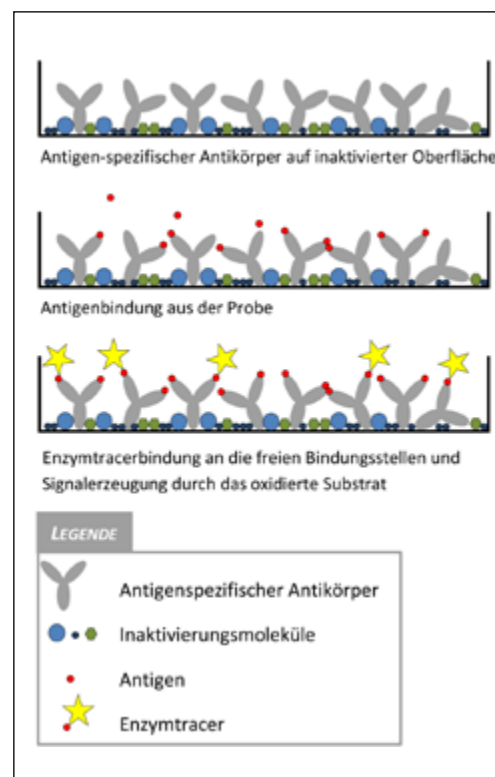 Antigen-spezifischer Antikörper auf inaktivierter Oberfläche
Antigenbindung aus der Probe
Enzymtracerbindung an die freien Bindungsstellen und
Signalerzeugung durch das oxidierte Substrat
LEGENDE
Antigenspezifischer Antikörper
Inaktivierungsmoleküle
Antigen
Enzymtracer